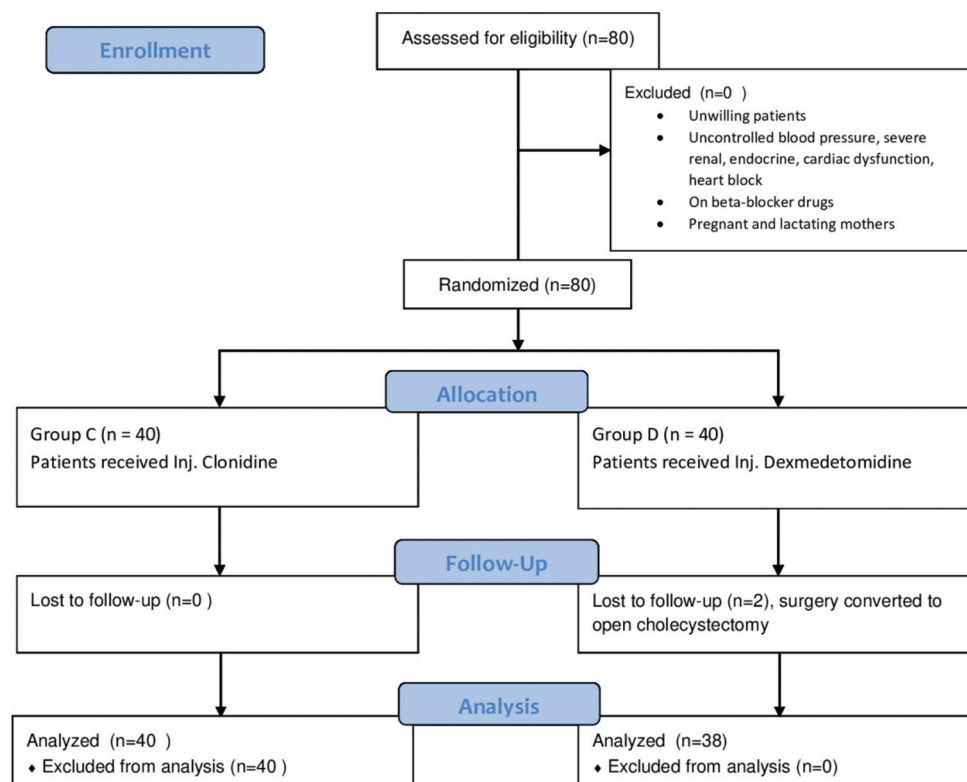 Enrollment
Assessed for eligibility (n=80)
Excluded (n=0 )
• Unwilling patients
• Uncontrolled blood pressure, severe
renal, endocrine, cardiac dysfunction,
heart block
• On beta-blocker drugs
• Pregnant and lactating mothers
Randomized (n=80)
Allocation
Group C (n = 40)
Patients received Inj. Clonidine
Group D (n = 40)
Patients received Inj. Dexmedetomidine
Follow-Up
Lost to follow-up (n=0 )
Lost to follow-up (n=2), surgery converted to
open cholecystectomy
Analysis
Analyzed (n=40 )
♦ Excluded from analysis (n=40 )
Analyzed (n=38)
♦ Excluded from analysis (n=0)